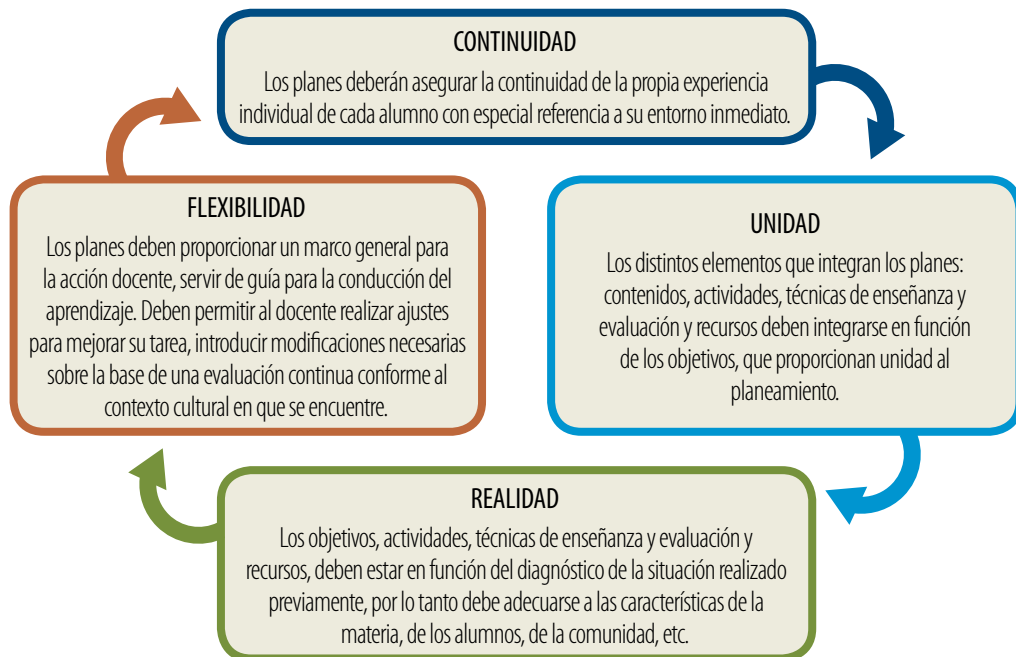 CONTINUIDAD
Los planes deberán asegurar la continuidad de la propia experiencia
individual de cada alumno con especial referencia a su entorno inmediato.
UNIDAD
Los distintos elementos que integran los planes:
contenidos, actividades, técnicas de enseñanza y
evaluación y recursos deben integrarse en función
de los objetivos, que proporcionan unidad al
planeamiento.
REALIDAD
Los objetivos, actividades, técnicas de enseñanza y evaluación y
recursos, deben estar en función del diagnóstico de la situación realizado
previamente, por lo tanto debe adecuarse a las características de la
materia, de los alumnos, de la comunidad, etc.
FLEXIBILIDAD
Los planes deben proporcionar un marco general para
la acción docente, servir de guía para la conducción del
aprendizaje. Deben permitir al docente realizar ajustes
para mejorar su tarea, introducir modificaciones necesarias
sobre la base de una evaluación continua conforme al
contexto cultural en que se encuentre.